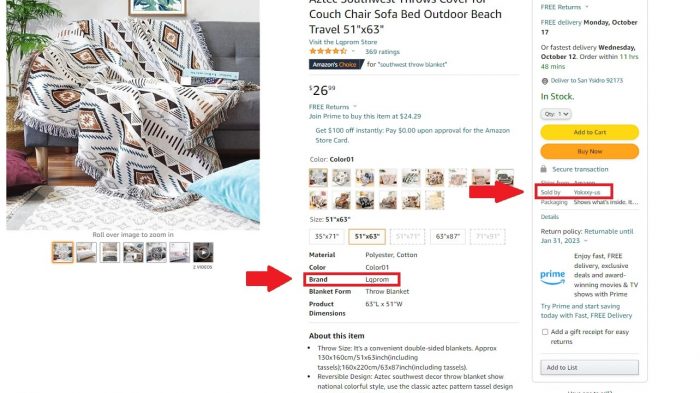 Aztec Southwest Throws Cover for
Couch Chair Sofa Bed Outdoor Beach
Travel 51"x63"
Visit the Lqprom Store
369 ratings
Amazon's Choice for "southwest throw blanket"
$26.99
FREE Returns
Join Prime to buy this item at $24.29
Get $100 off instantly: Pay $0.00 upon approval for the Amazon
Store Card.
Color: Color01
Size: 51"x63"
35"x71"
51"x63"
51"x71"
63"x87"
71"x91"
Material Polyester, Cotton
Color Color01
Brand Lqprom
Blanket Form Throw Blanket
Product
Dimensions
63"L x 51"W
About this item
• Throw Size: It's a convenient double-sided blankets. Approx
130x160cm/51x63inch(including
tassels);160x220cm/63x87inch(including tassels).
• Reversible Design: Aztec southwest decor throw blanket show
national colorful style, use the classic aztec pattern tassel design
Roll over image to zoom in
2 VIDEOS
FREE Returns
FREE delivery Monday, October
17
Or fastest delivery Wednesday,
October 12. Order within 11 hrs
48 mins
Deliver to San Ysidro 92173
In Stock.
Qty: 1
Add to Cart
Buy Now
Secure transaction
Ships from Amazon
Sold by Yokxxy-us
Packaging Shows what's inside. It...
Details
Return policy: Returnable until
Jan 31, 2023
prime
Enjoy fast, FREE
delivery, exclusive
deals and award-
winning movies & TV
shows with Prime
Try Prime and start saving
today with Fast, FREE Delivery
Add a gift receipt for easy
returns
Add to List